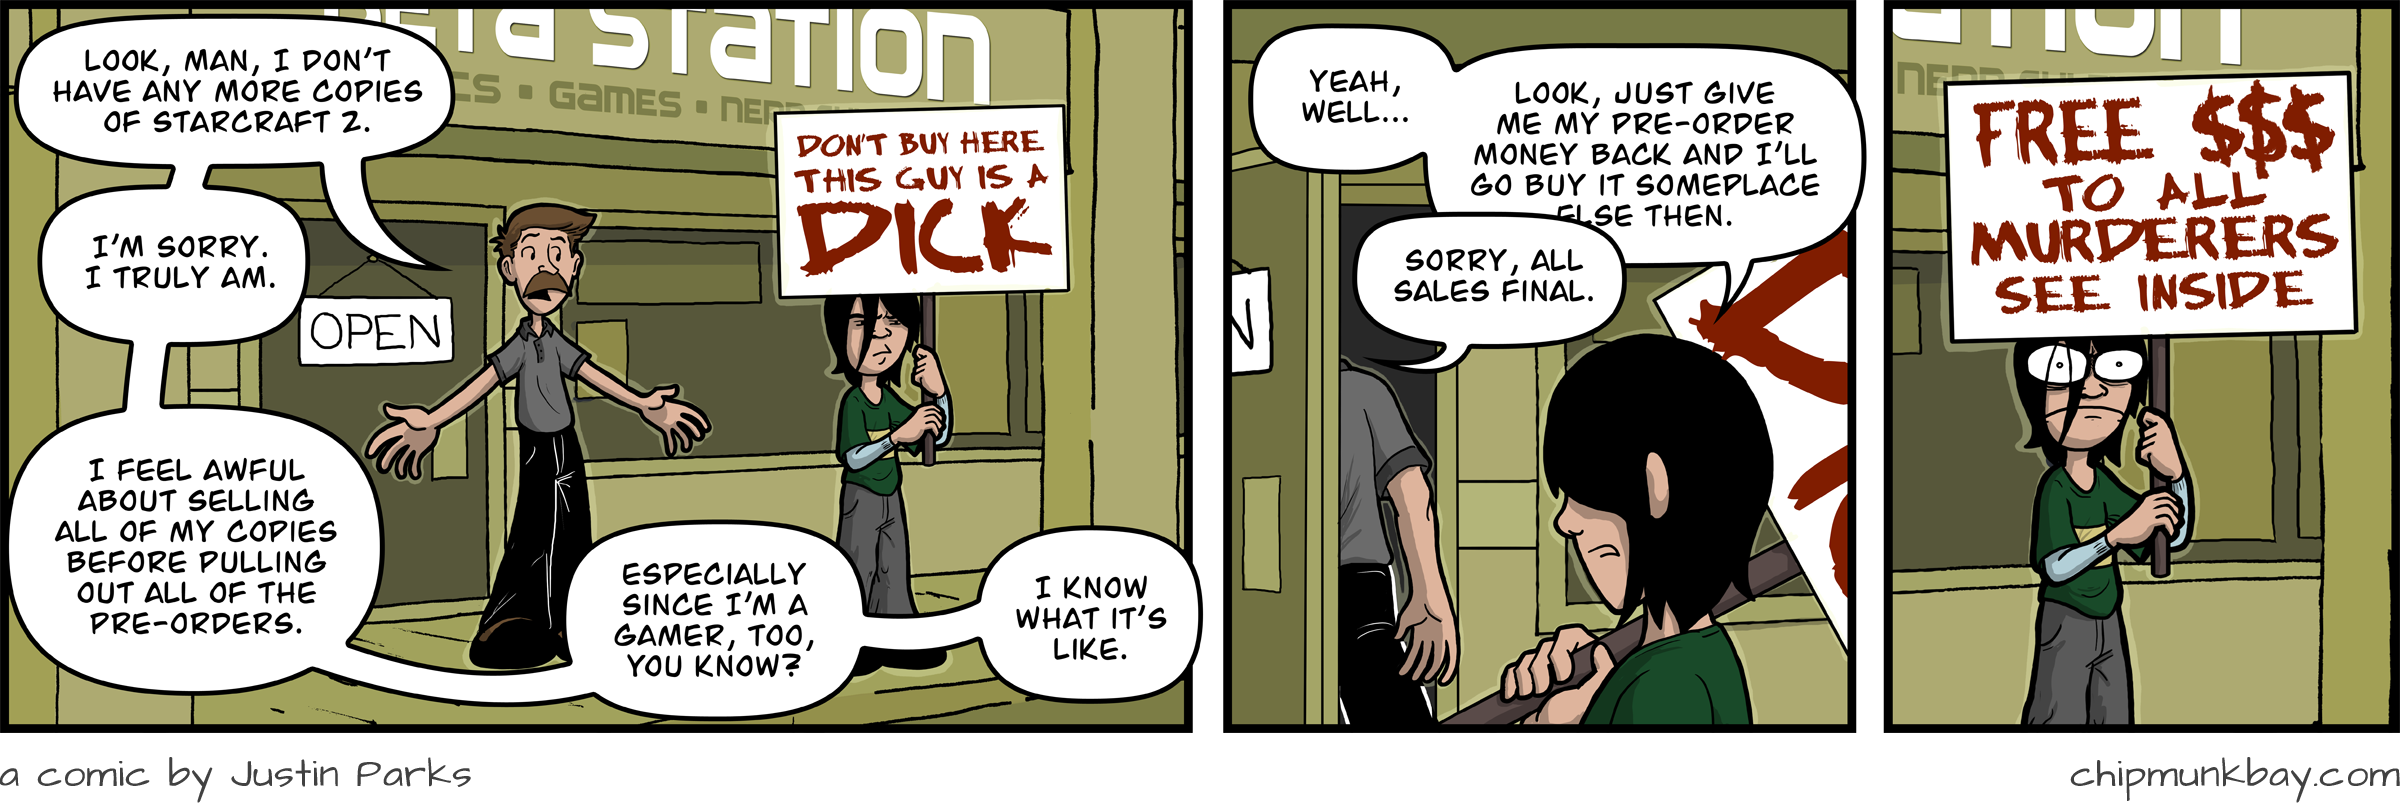 STATION
GAMES
LOOK, MAN, I DON'T
HAVE ANY MORE COPIES
OF STARCRAFT 2.
I'M SORRY.
I TRULY AM.
OPEN
DON'T BUY HERE
THIS GUY IS A
DICK
I FEEL AWFUL
ABOUT SELLING
ALL OF MY COPIES
BEFORE PULLING
OUT ALL OF THE
PRE-ORDERS.
ESPECIALLY
SINCE I'M A
GAMER, TOO,
YOU KNOW?
I KNOW
WHAT IT'S
LIKE.
YEAH,
WELL...
LOOK, JUST GIVE
ME MY PRE-ORDER
MONEY BACK AND I'LL
GO BUY IT SOMEPLACE
ELSE THEN.
SORRY, ALL
SALES FINAL.
N
FREE $$$
TO ALL
MURDERERS
SEE INSIDE
a comic by Justin Parks
chipmunkbay.com